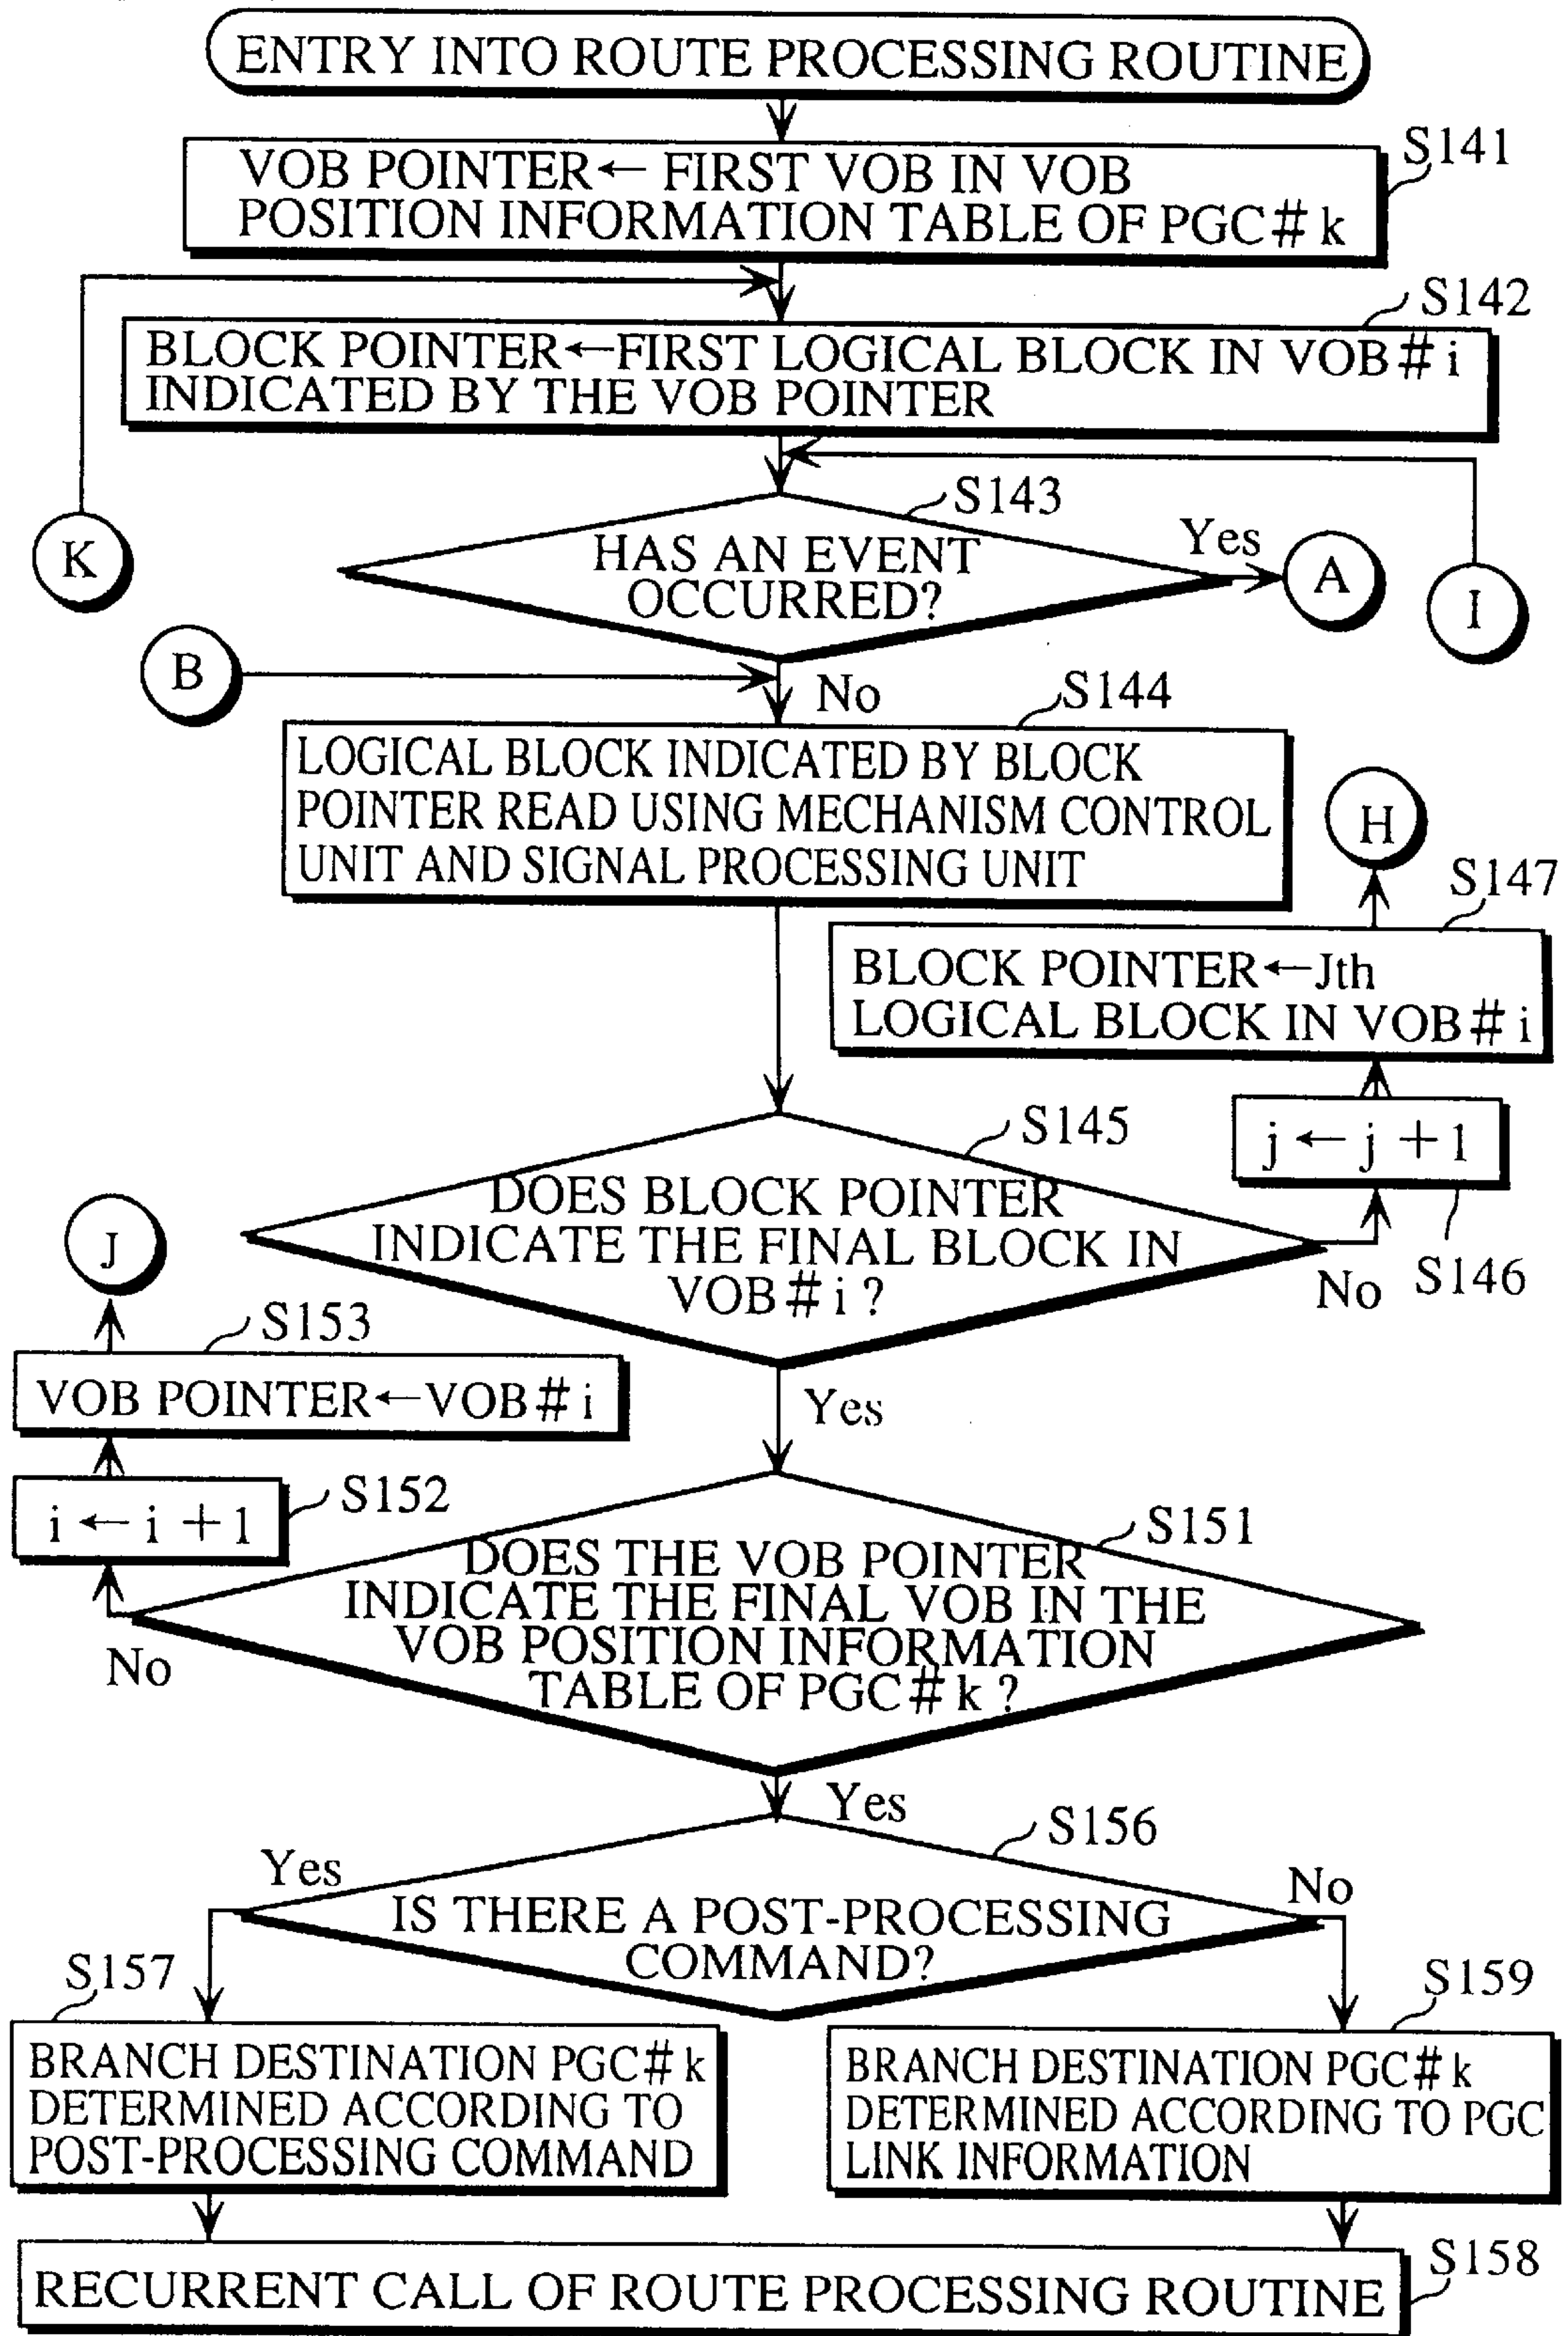 ENTRY INTO ROUTE PROCESSING ROUTINE
S141
VOB POINTER← FIRST VOB IN VOB
POSITION INFORMATION TABLE OF PGC# k
S142
BLOCK POINTER←FIRST LOGICAL BLOCK IN VOB# i
INDICATED BY THE VOB POINTER
S143
K
HAS AN EVENT
OCCURRED?
Yes
A
I
B
No
S144
LOGICAL BLOCK INDICATED BY BLOCK
POINTER READ USING MECHANISM CONTROL
UNIT AND SIGNAL PROCESSING UNIT
H
S147
BLOCK POINTER←Jth
LOGICAL BLOCK IN VOB# i
S145
j ← j +1
S146
DOES BLOCK POINTER
INDICATE THE FINAL BLOCK IN
VOB# i ?
No
J
S153
VOB POINTER←VOB# i
Yes
S152
i ← i +1
S151
DOES THE VOB POINTER
INDICATE THE FINAL VOB IN THE
VOB POSITION INFORMATION
TABLE OF PGC# k ?
No
Yes
S156
Yes
IS THERE A POST-PROCESSING
COMMAND?
No
S157
BRANCH DESTINATION PGC# k
DETERMINED ACCORDING TO
POST-PROCESSING COMMAND
S159
BRANCH DESTINATION PGC# k
DETERMINED ACCORDING TO PGC
LINK INFORMATION
S158
RECURRENT CALL OF ROUTE PROCESSING ROUTINE